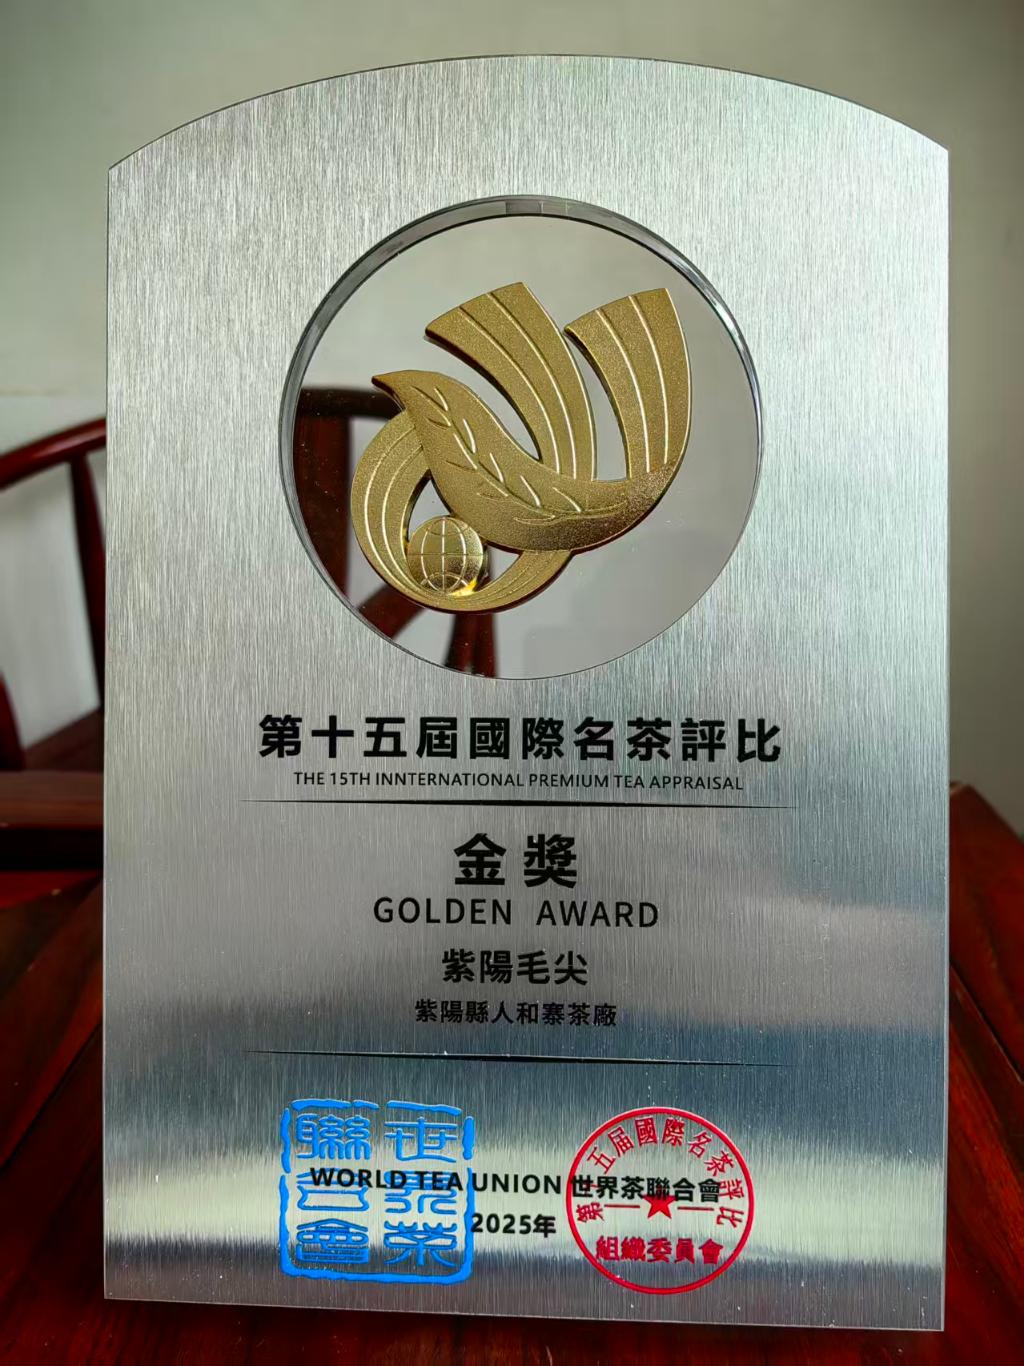 第十五屆國際名茶評比
THE 15TH INNTERNATIONAL PREMIUM TEA APPRAISAL
金獎
GOLDEN AWARD
紫陽毛尖
紫陽縣人和寨茶廠
世界茶聯合會
WORLD TEA UNION 世界茶聯合會
2025年
第十五屆國際名茶評比
組織委員會